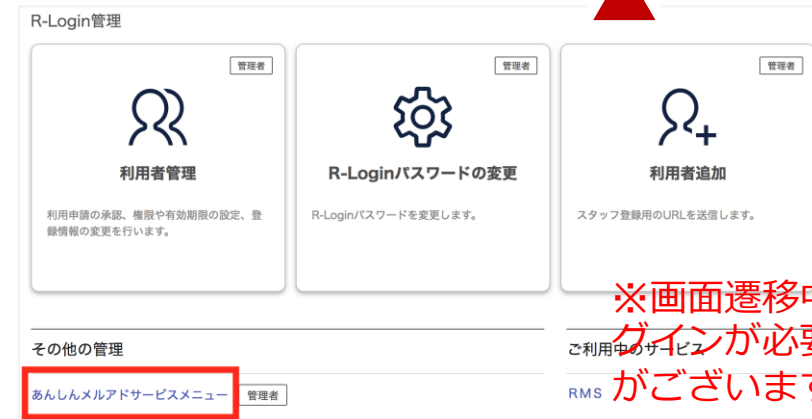 R-Login管理
管理者
管理者
管理者
利用者管理
R-Loginパスワードの変更
利用者追加
利用申請の承認、権限や有効期限の設定、登
録情報の変更を行います。
R-Loginパスワードを変更します。
スタッフ登録用のURLを送信します。
※画面遷移中
グインが必要
がございます
その他の管理
ご利用中のサービス
あんしんメルアドサービスメニュー
管理者
RMS